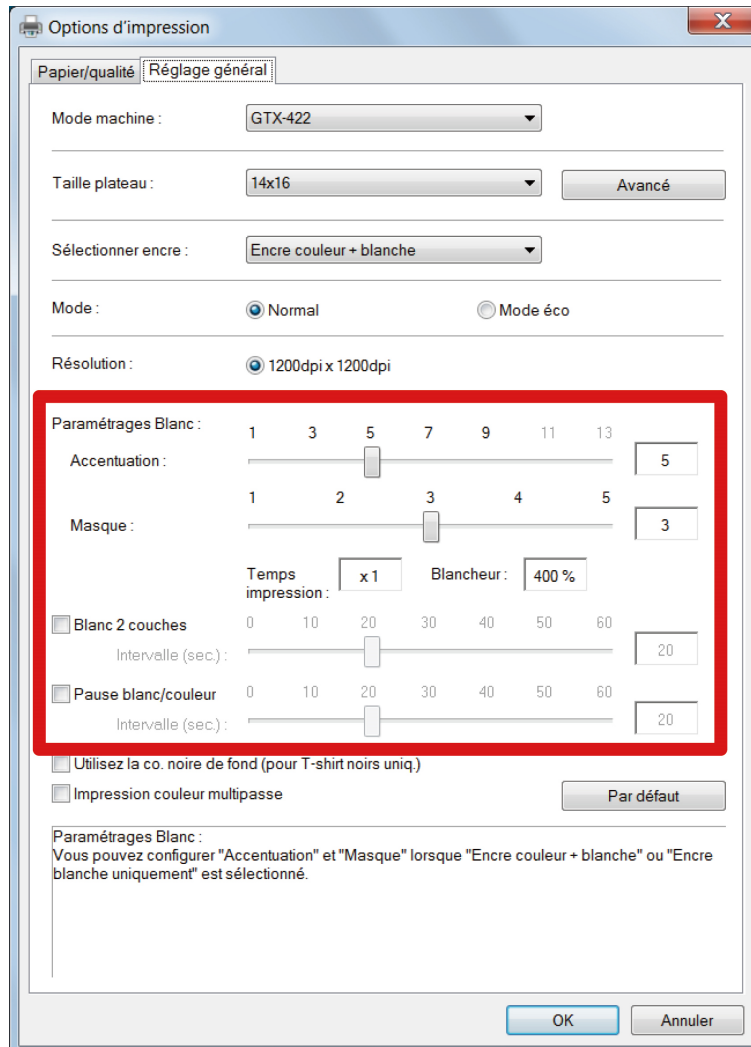 Options d'impression
Papier/qualité Réglage général
Mode machine : GTX-422
Taille plateau : 14x16 Avancé
Sélectionner encre : Encre couleur + blanche
Mode : Normal Mode éco
Résolution : 1200dpi x 1200dpi
Paramétrages Blanc :
1 3 5 7 9 11 13
Accentuation : 5
1 2 3 4 5
Masque : 3
Temps impression : x 1 Blancheur : 400 %
Blanc 2 couches 0 10 20 30 40 50 60
Intervalle (sec.) : 20
Pause blanc/couleur 0 10 20 30 40 50 60
Intervalle (sec.) : 20
Utilisez la co. noire de fond (pour T-shirt noirs uniq.)
Impression couleur multipasse Par défaut
Paramétrages Blanc :
Vous pouvez configurer "Accentuation" et "Masque" lorsque "Encre couleur + blanche" ou "Encre
blanche uniquement" est sélectionné.
OK Annuler